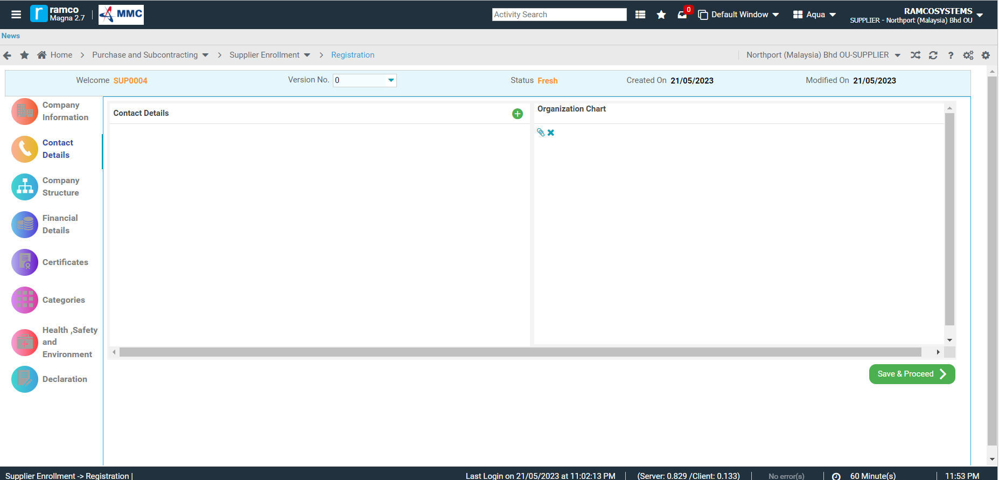 ramco
Magna 2.7
MMC
Activity Search
0
Default Window
Aqua
RAMCOSYSTEMS
SUPPLIER - Northport (Malaysia) Bhd OU
News
Home > Purchase and Subcontracting > Supplier Enrollment > Registration
Northport (Malaysia) Bhd OU-SUPPLIER
?
Welcome SUP0004
Version No. 0
Status Fresh
Created On 21/05/2023
Modified On 21/05/2023
Company
Information
Contact
Details
Company
Structure
Financial
Details
Certificates
Categories
Health ,Safety
and
Environment
Declaration
Contact Details
Organization Chart
Save & Proceed
Supplier Enrollment -> Registration |
Last Login on 21/05/2023 at 11:02:13 PM
(Server: 0.829 /Client: 0.133)
No error(s)
60 Minute(s)
11:53 PM